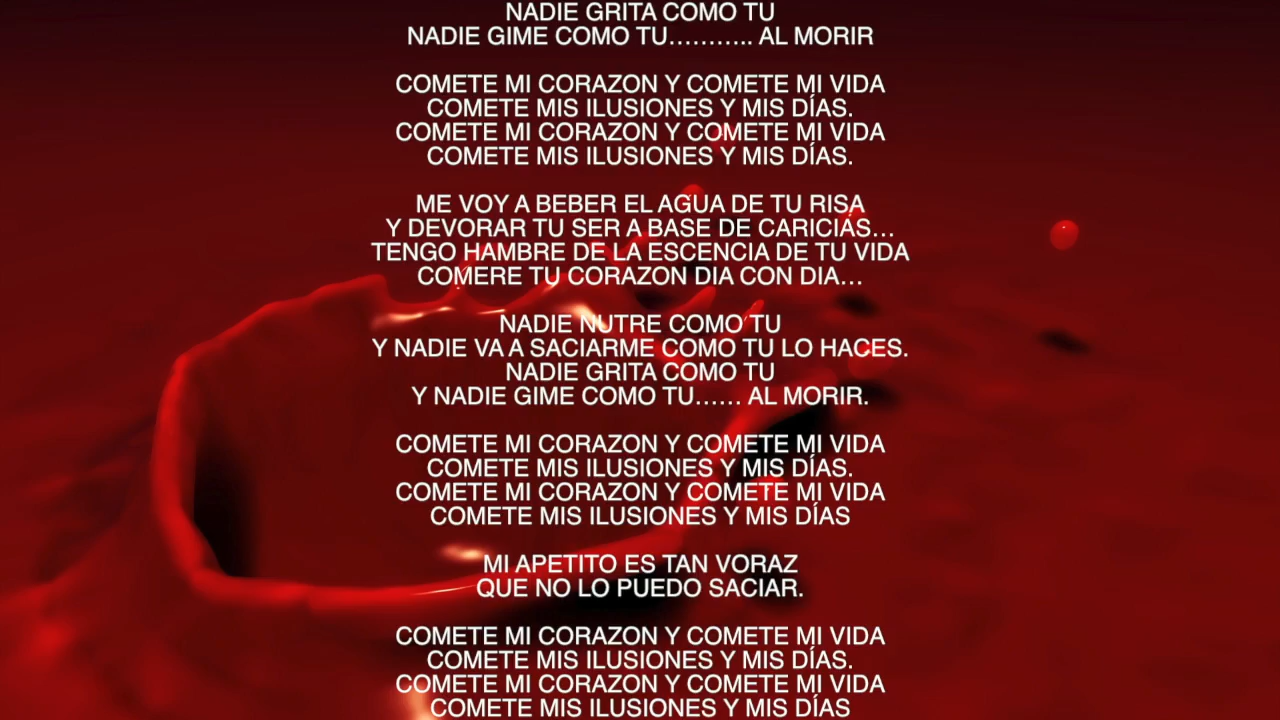 NADIE GRITA COMO TU
NADIE GIME COMO TU........... AL MORIR
COMETE MI CORAZON Y COMETE MI VIDA
COMETE MIS ILUSIONES Y MIS DÍAS.
COMETE MI CORAZON Y COMETE MI VIDA
COMETE MIS ILUSIONES Y MIS DÍAS.
ME VOY A BEBER EL AGUA DE TU RISA
Y DEVORAR TU SER A BASE DE CARICIAS...
TENGO HAMBRE DE LA ESCENCIA DE TU VIDA
COMERE TU CORAZON DIA CON DIA...
NADIE NUTRE COMO TU
Y NADIE VA A SACIARME COMO TU LO HACES.
NADIE GRITA COMO TU
Y NADIE GIME COMO TU...... AL MORIR.
COMETE MI CORAZON Y COMETE MI VIDA
COMETE MIS ILUSIONES Y MIS DÍAS.
COMETE MI CORAZON Y COMETE MI VIDA
COMETE MIS ILUSIONES Y MIS DÍAS
MI APETITO ES TAN VORAZ
QUE NO LO PUEDO SACIAR.
COMETE MI CORAZON Y COMETE MI VIDA
COMETE MIS ILUSIONES Y MIS DÍAS.
COMETE MI CORAZON Y COMETE MI VIDA
COMETE MIS ILUSIONES Y MIS DÍAS